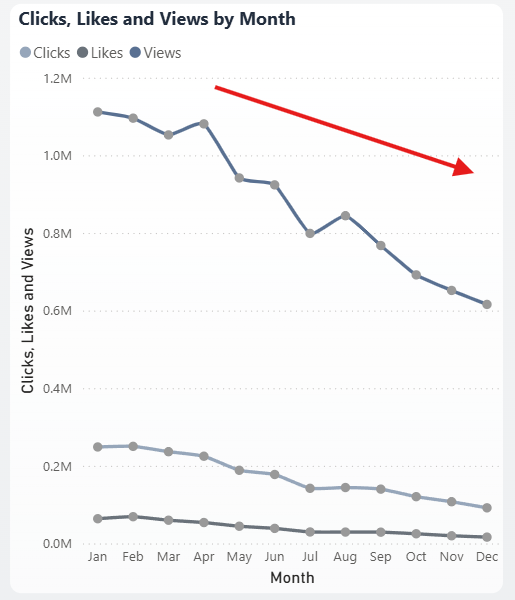 Clicks, Likes and Views by Month
Clicks Likes Views
Clicks, Likes and Views
1.2M
1.0M
0.8M
0.6M
0.4M
0.2M
0.0M
Jan Feb Mar Apr May Jun Jul Aug Sep Oct Nov Dec
Month